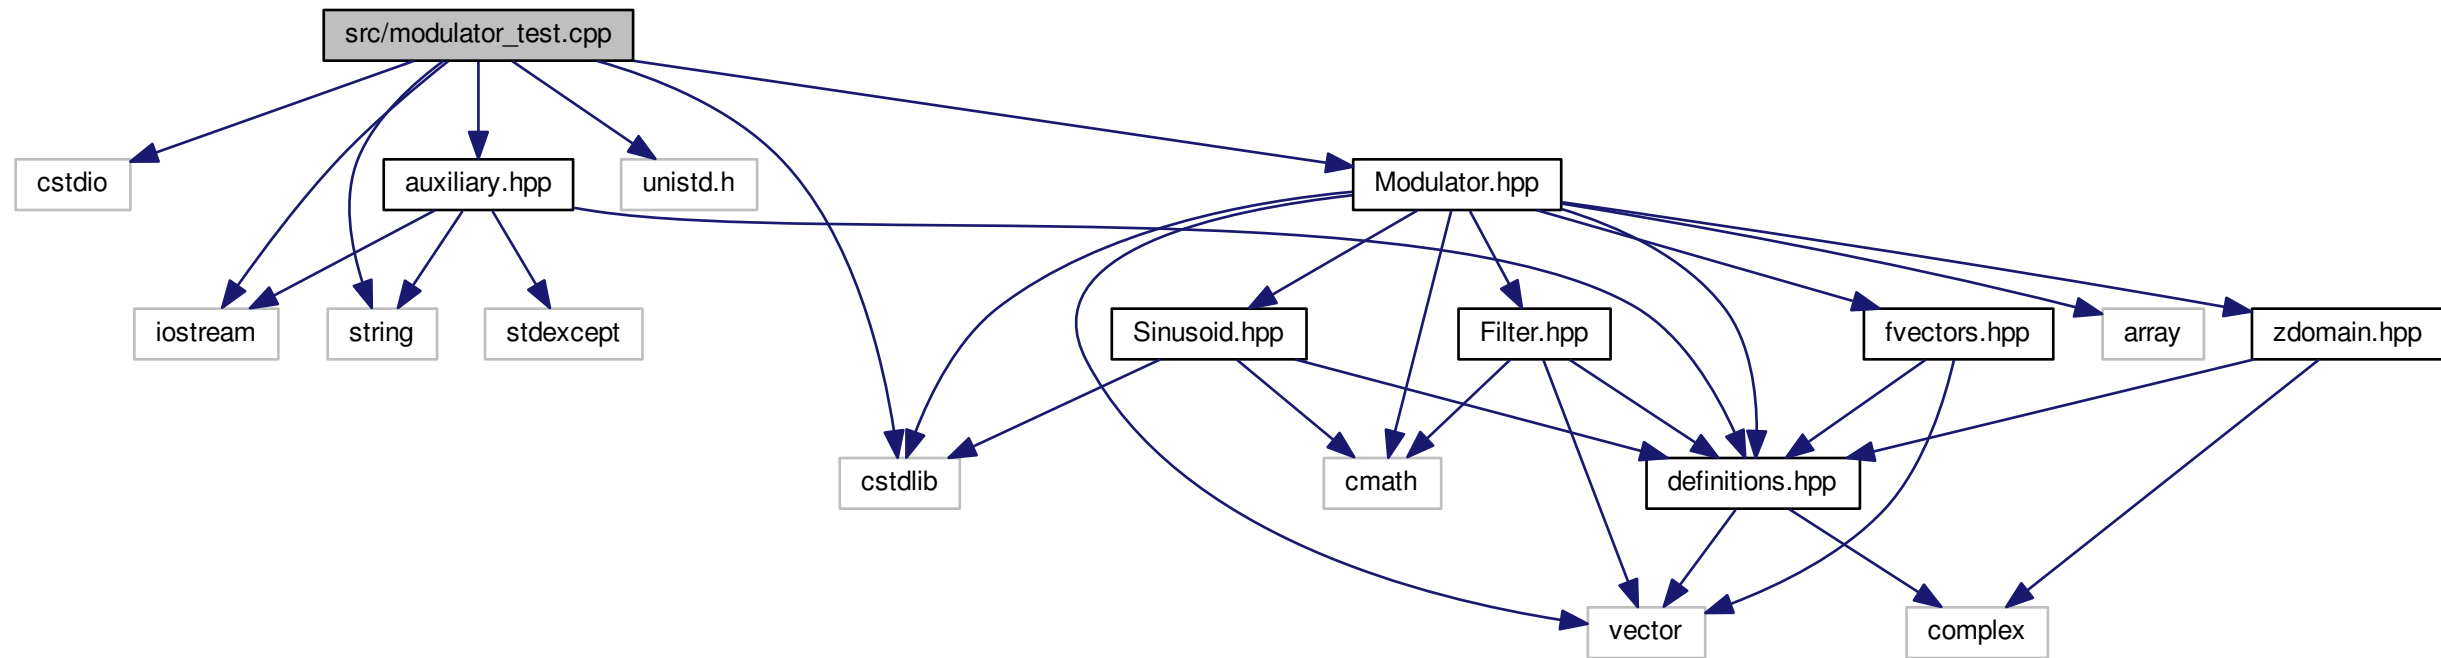 src/modulator_test.cpp
cstdio
auxiliary.hpp
unistd.h
Modulator.hpp
iostream
string
stdexcept
Sinusoid.hpp
Filter.hpp
fvectors.hpp
array
zdomain.hpp
cstdlib
cmath
definitions.hpp
vector
complex